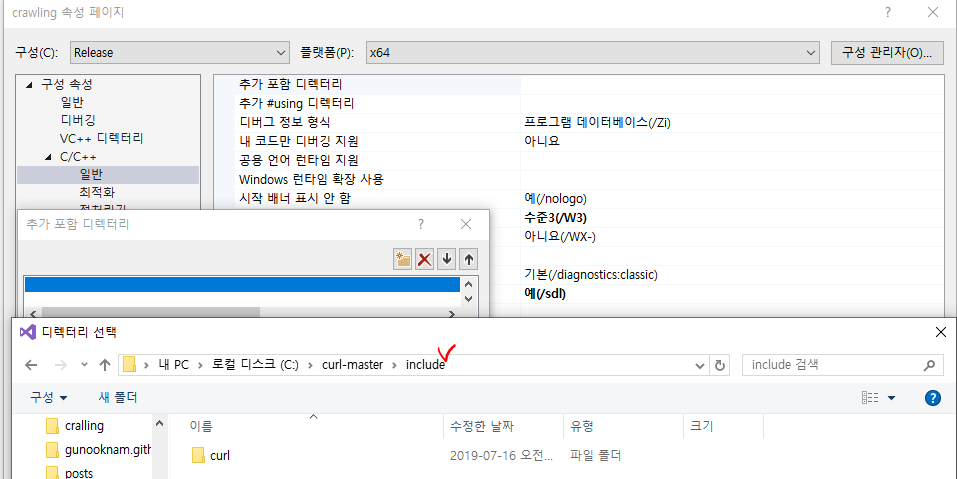 crawling 속성 페이지
구성(C): Release 플랫폼(P): x64 구성 관리자(O)...
구성 속성
일반
디버깅
VC++ 디렉터리
C/C++
일반
최적화
추가 포함 디렉터리
추가 #using 디렉터리
디버그 정보 형식 프로그램 데이터베이스(/Zi)
내 코드만 디버깅 지원 아니요
공용 언어 런타임 지원
Windows 런타임 확장 사용
시작 배너 표시 안 함 예(/nologo)
수준3(/W3)
아니요(/WX-)
기본(/diagnostics:classic)
예(/sdl)
추가 포함 디렉터리
디렉터리 선택
내 PC › 로컬 디스크 (C:) › curl-master › include
include 검색
구성 새 폴더
이름 수정한 날짜 유형 크기
cralling
gunooknam.gith
posts
curl 2019-07-16 오전... 파일 폴더